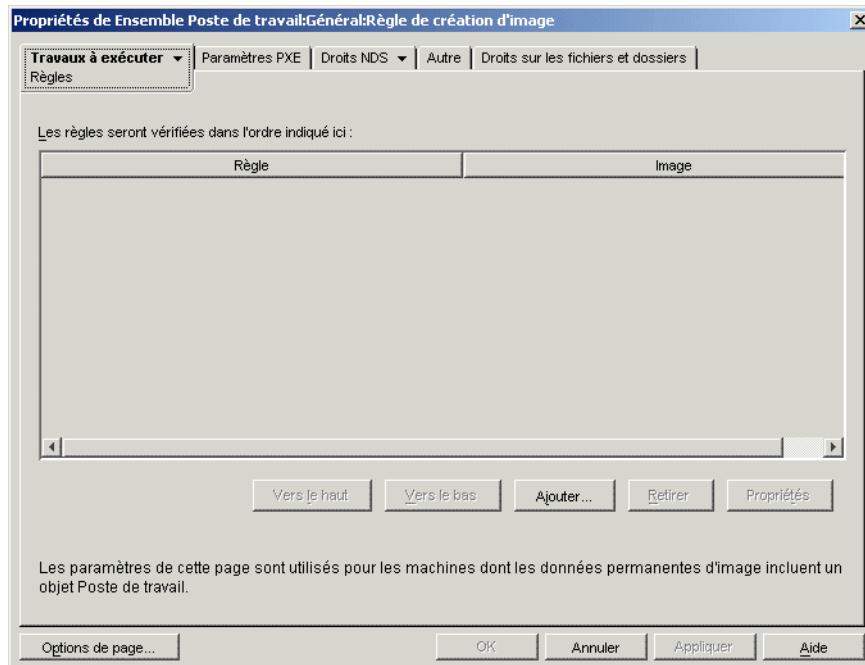 Propriétés de Ensemble Poste de travail:Général:Règle de création d'image
Travaux à exécuter Paramètres PXE Droits NDS Autre Droits sur les fichiers et dossiers
Règles
Les règles seront vérifiées dans l'ordre indiqué ici :
Règle Image
Vers le haut Vers le bas Ajouter... Retirer Propriétés
Les paramètres de cette page sont utilisés pour les machines dont les données permanentes d'image incluent un
objet Poste de travail.
Options de page... OK Annuler Appliquer Aide